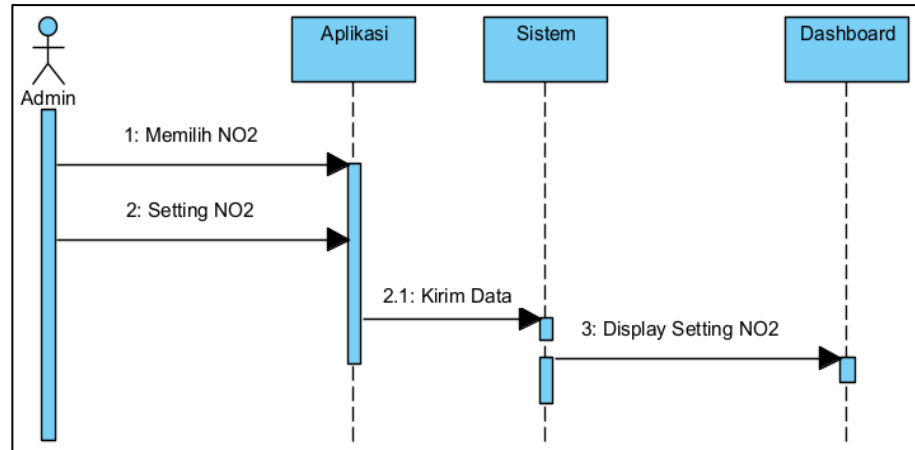 Aplikasi
Sistem
Dashboard
Admin
1: Memilih NO2
2: Setting NO2
2.1: Kirim Data
3: Display Setting NO2